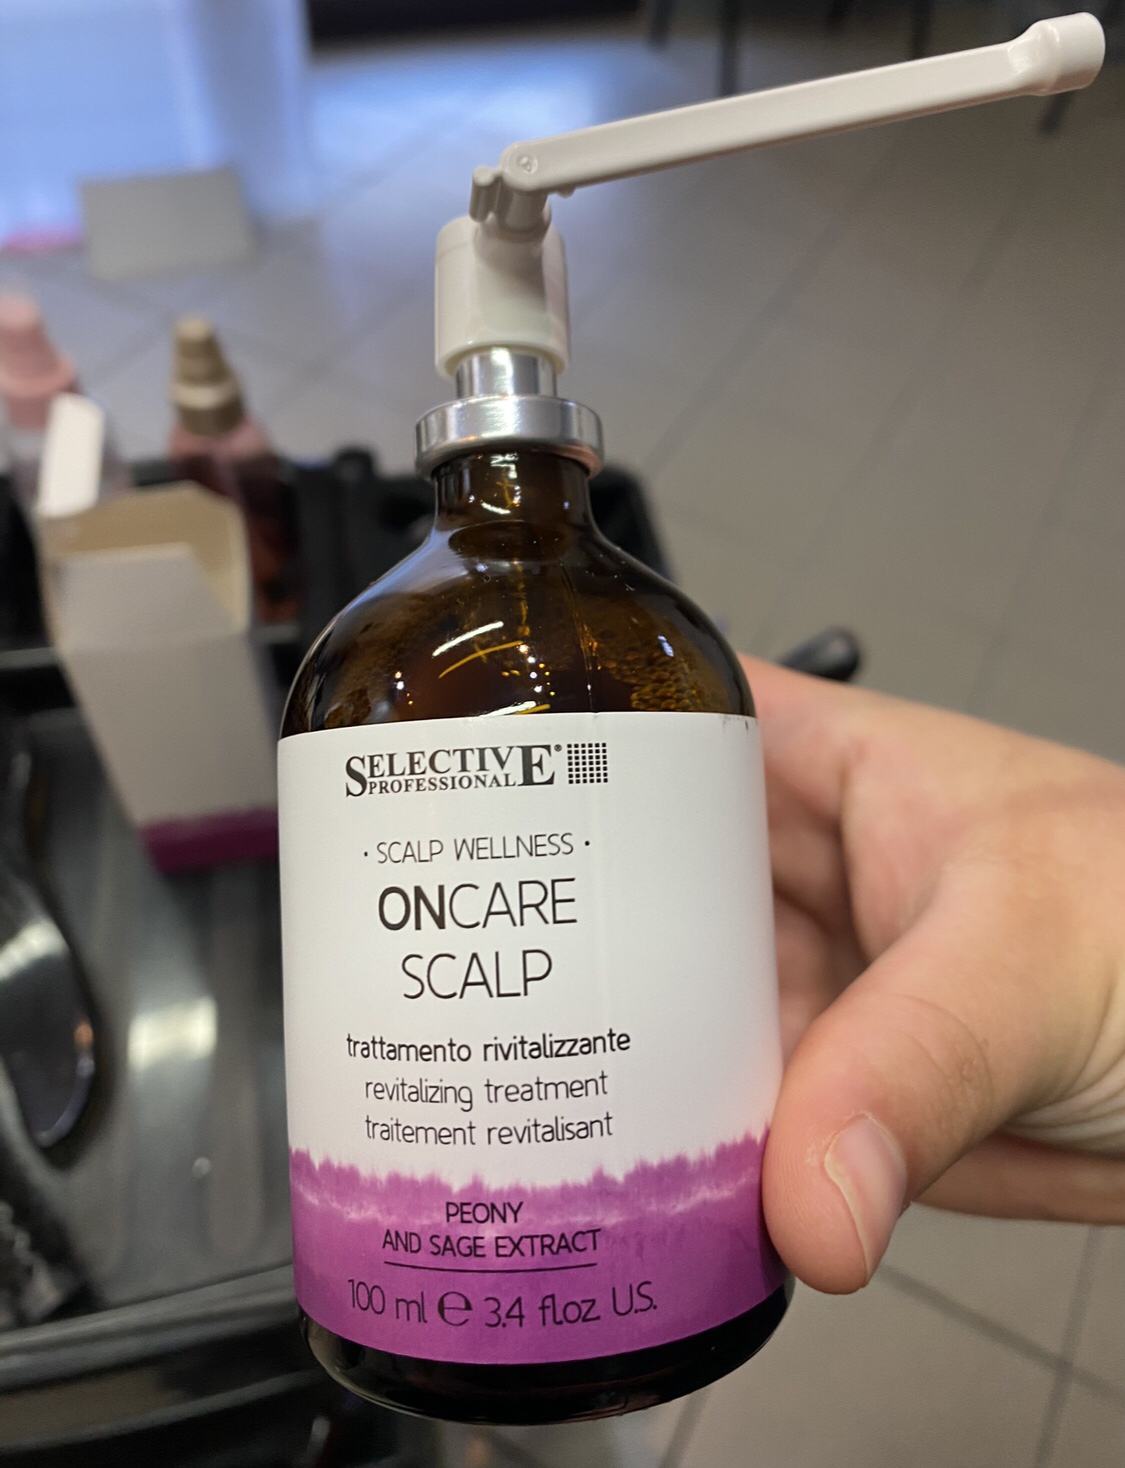 SELECTIVE®
PROFESSIONAL
· SCALP WELLNESS ·
ONCARE
SCALP
trattamento rivitalizzante
revitalizing treatment
traitement revitalisant
PEONY
AND SAGE EXTRACT
100 ml ℮ 3.4 fl.oz U.S.